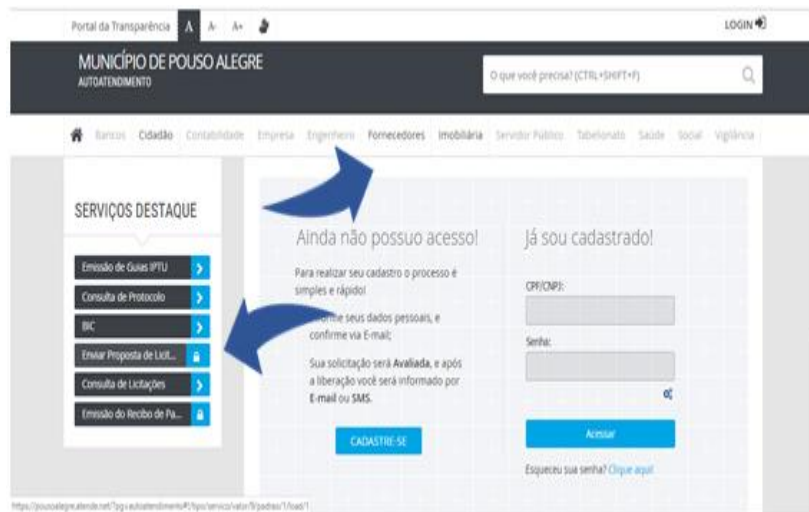 Portal da Transparência A A- A+ LOGIN
MUNICÍPIO DE POUSO ALEGRE
AUTOATENDIMENTO
O que você precisa? (CTRL+SHIFT+F)
Bancos Cidadão Contabilidade Empresa Engenheiro Fornecedores Imobiliária Servidor Público Tabelionato Saúde Social Vigilância
SERVIÇOS DESTAQUE
Emissão de Guias IPTU
Consulta de Protocolo
BIC
Enviar Proposta de Licit...
Consulta de Licitações
Emissão do Recibo de Pa...
Ainda não possuo acesso!
Para realizar seu cadastro o processo é
simples e rápido!
seus dados pessoais, e
confirme via E-mail;
Sua solicitação será Avaliada, e após
a liberação você será informado por
E-mail ou SMS.
CADASTRE-SE
Já sou cadastrado!
CPF/CNPJ:
Senha:
Acessar
Esqueceu sua senha? Clique aqui!